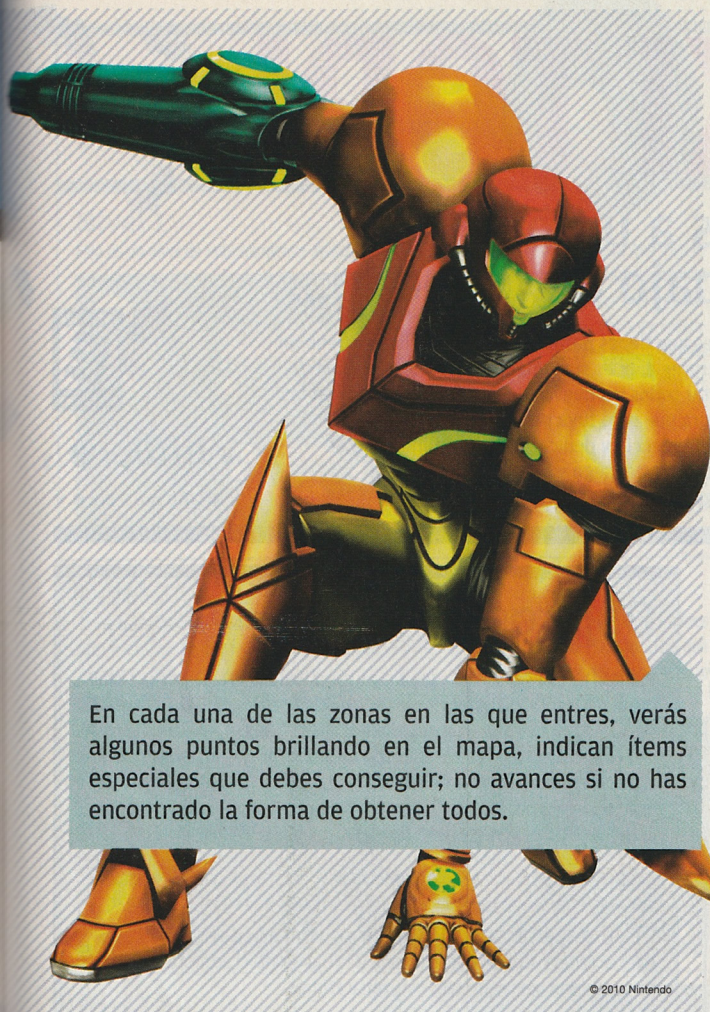 En cada una de las zonas en las que entres, verás
algunos puntos brillando en el mapa, indican ítems
especiales que debes conseguir; no avances si no has
encontrado la forma de obtener todos.
© 2010 Nintendo